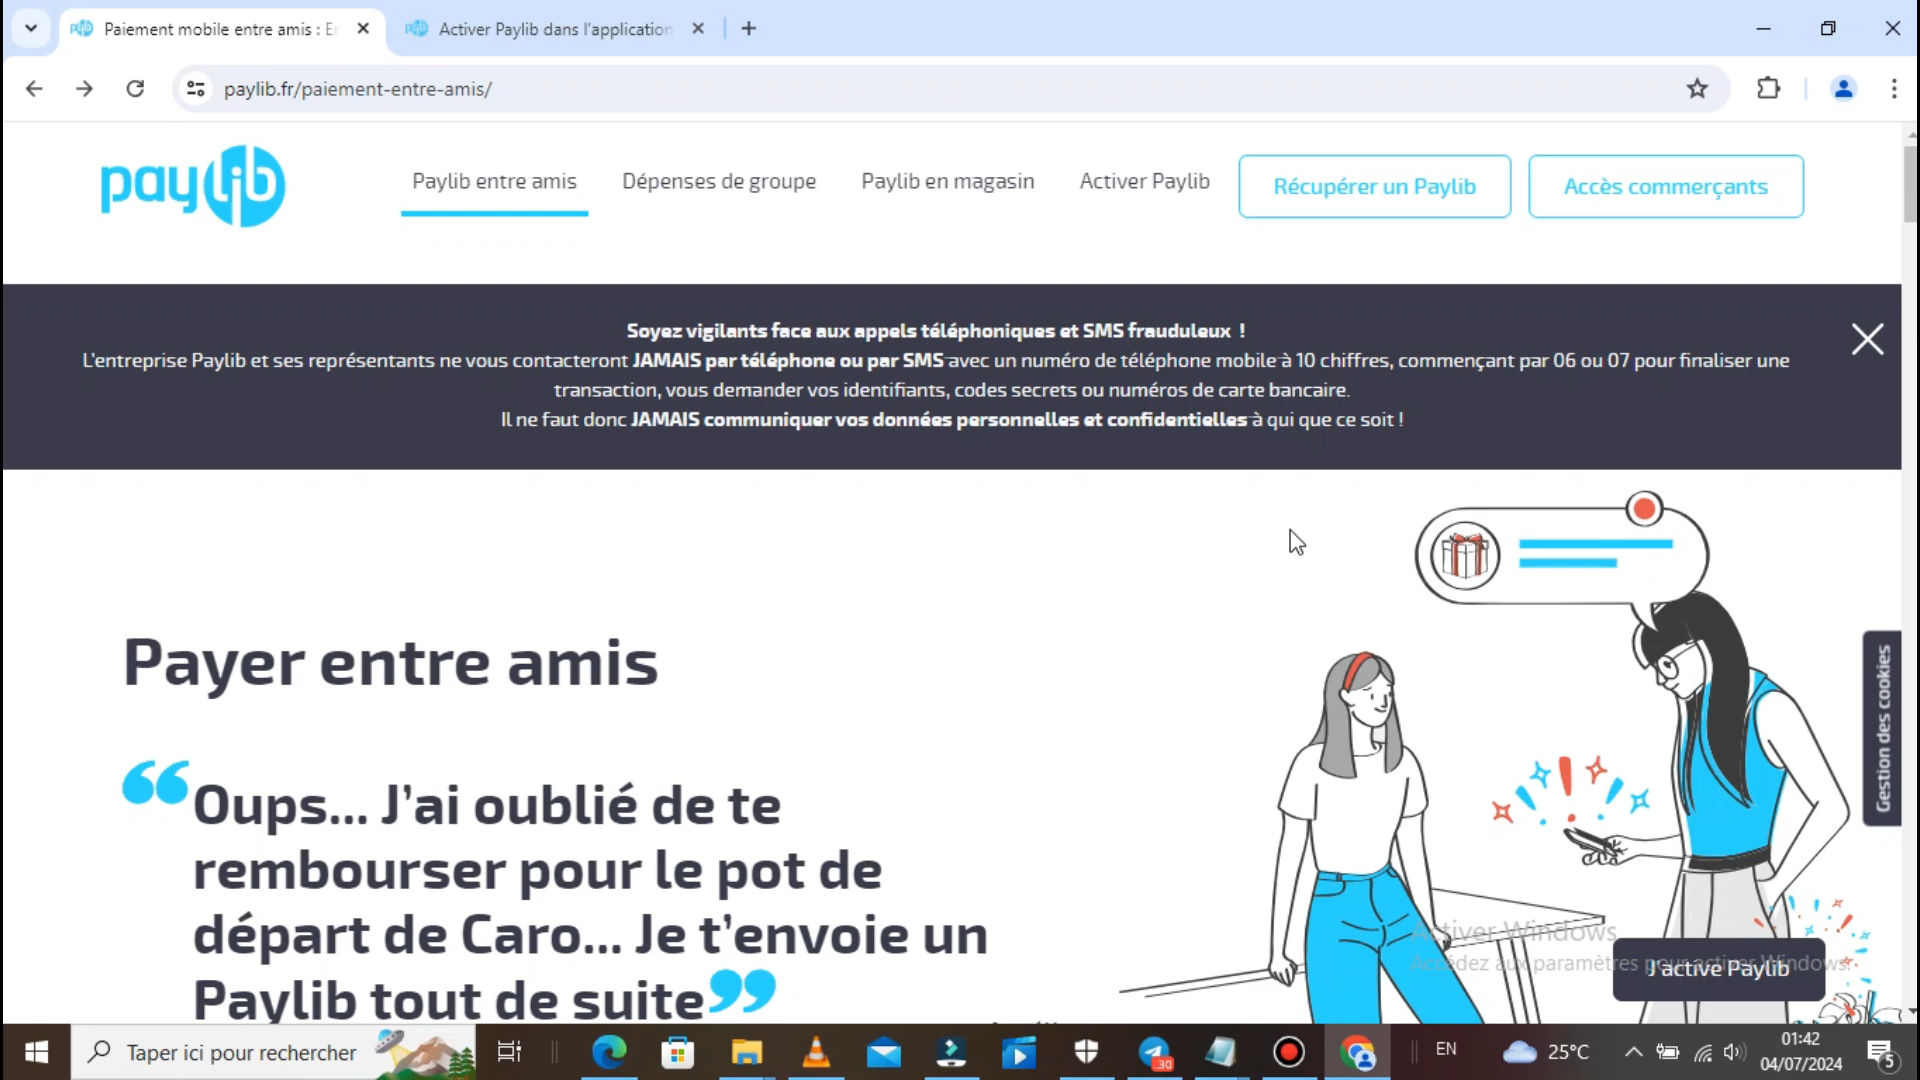 Paiement mobile entre amis : E
Activer Paylib dans l'application
paylib.fr/paiement-entre-amis/
paylib
Paylib entre amis
Dépenses de groupe
Paylib en magasin
Activer Paylib
Récupérer un Paylib
Accès commerçants
Soyez vigilants face aux appels téléphoniques et SMS frauduleux !
L'entreprise Paylib et ses représentants ne vous contacteront JAMAIS par téléphone ou par SMS avec un numéro de téléphone mobile à 10 chiffres, commençant par 06 ou 07 pour finaliser une
transaction, vous demander vos identifiants, codes secrets ou numéros de carte bancaire.
Il ne faut donc JAMAIS communiquer vos données personnelles et confidentielles à qui que ce soit !
Payer entre amis
“Oups... J'ai oublié de te
rembourser pour le pot de
départ de Caro... Je t'envoie un
Paylib tout de suite”
Gestion des cookies
Activer Windows
Accédez aux paramètres pour activer Windows.
J'active Paylib
Taper ici pour rechercher
30
EN
25°C
01:42
04/07/2024
5